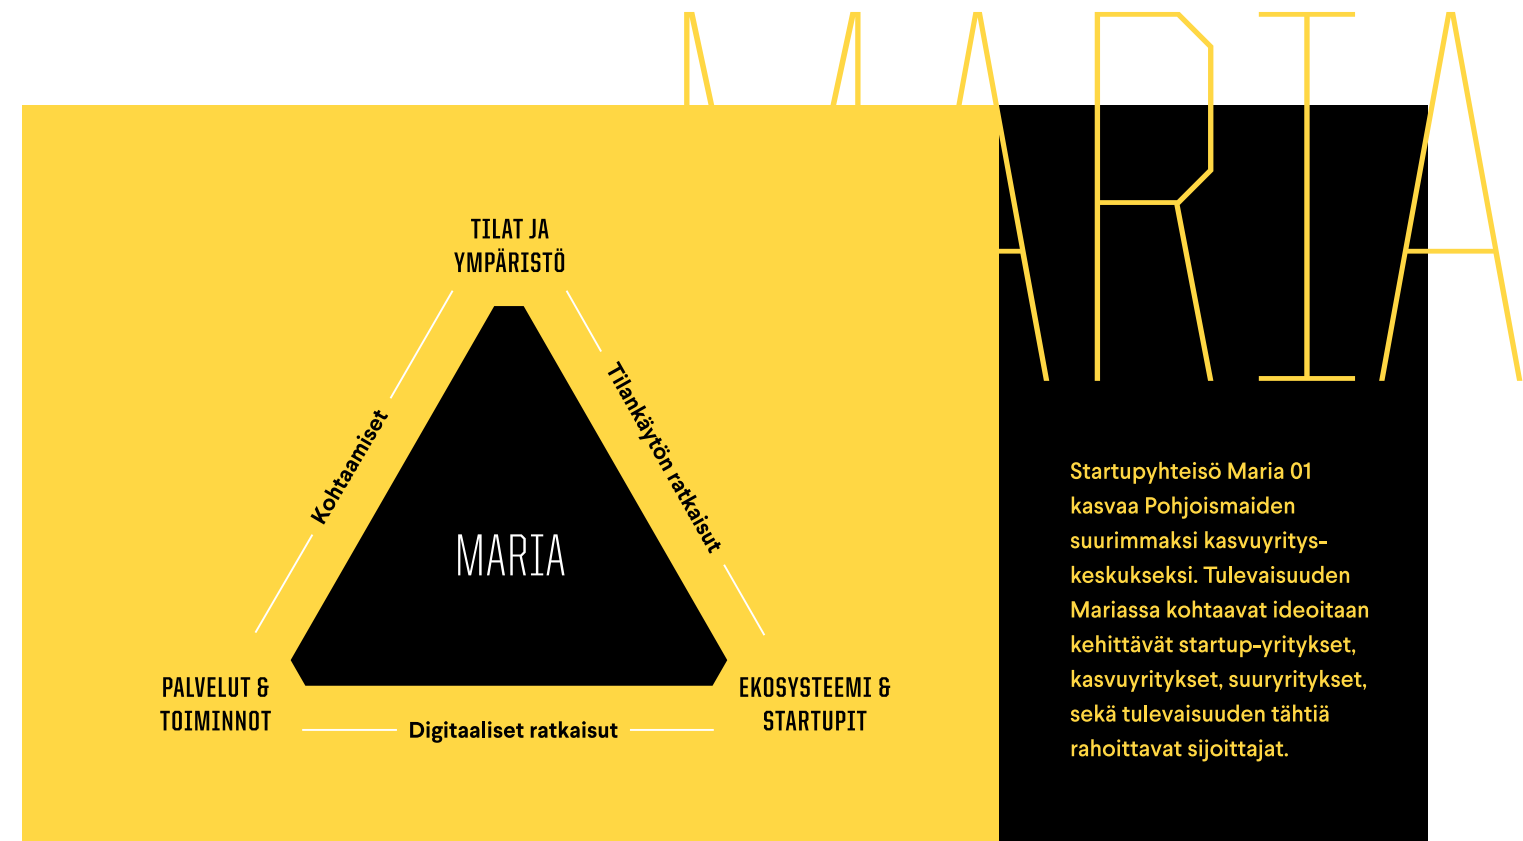 MARIA
TILAT JA
YMPÄRISTÖ
Kohtaamiset
Tilankäytön ratkaisut
MARIA
PALVELUT &
TOIMINNOT
Digitaaliset ratkaisut
EKOSYSTEEMI &
STARTUPIT
Startupyhteisö Maria 01
kasvaa Pohjoismaiden
suurimmaksi kasvuyritys-
keskukseksi. Tulevaisuuden
Mariassa kohtaavat ideoitaan
kehittävät startup-yritykset,
kasvuyritykset, suuryritykset,
sekä tulevaisuuden tähtiä
rahoittavat sijoittajat.